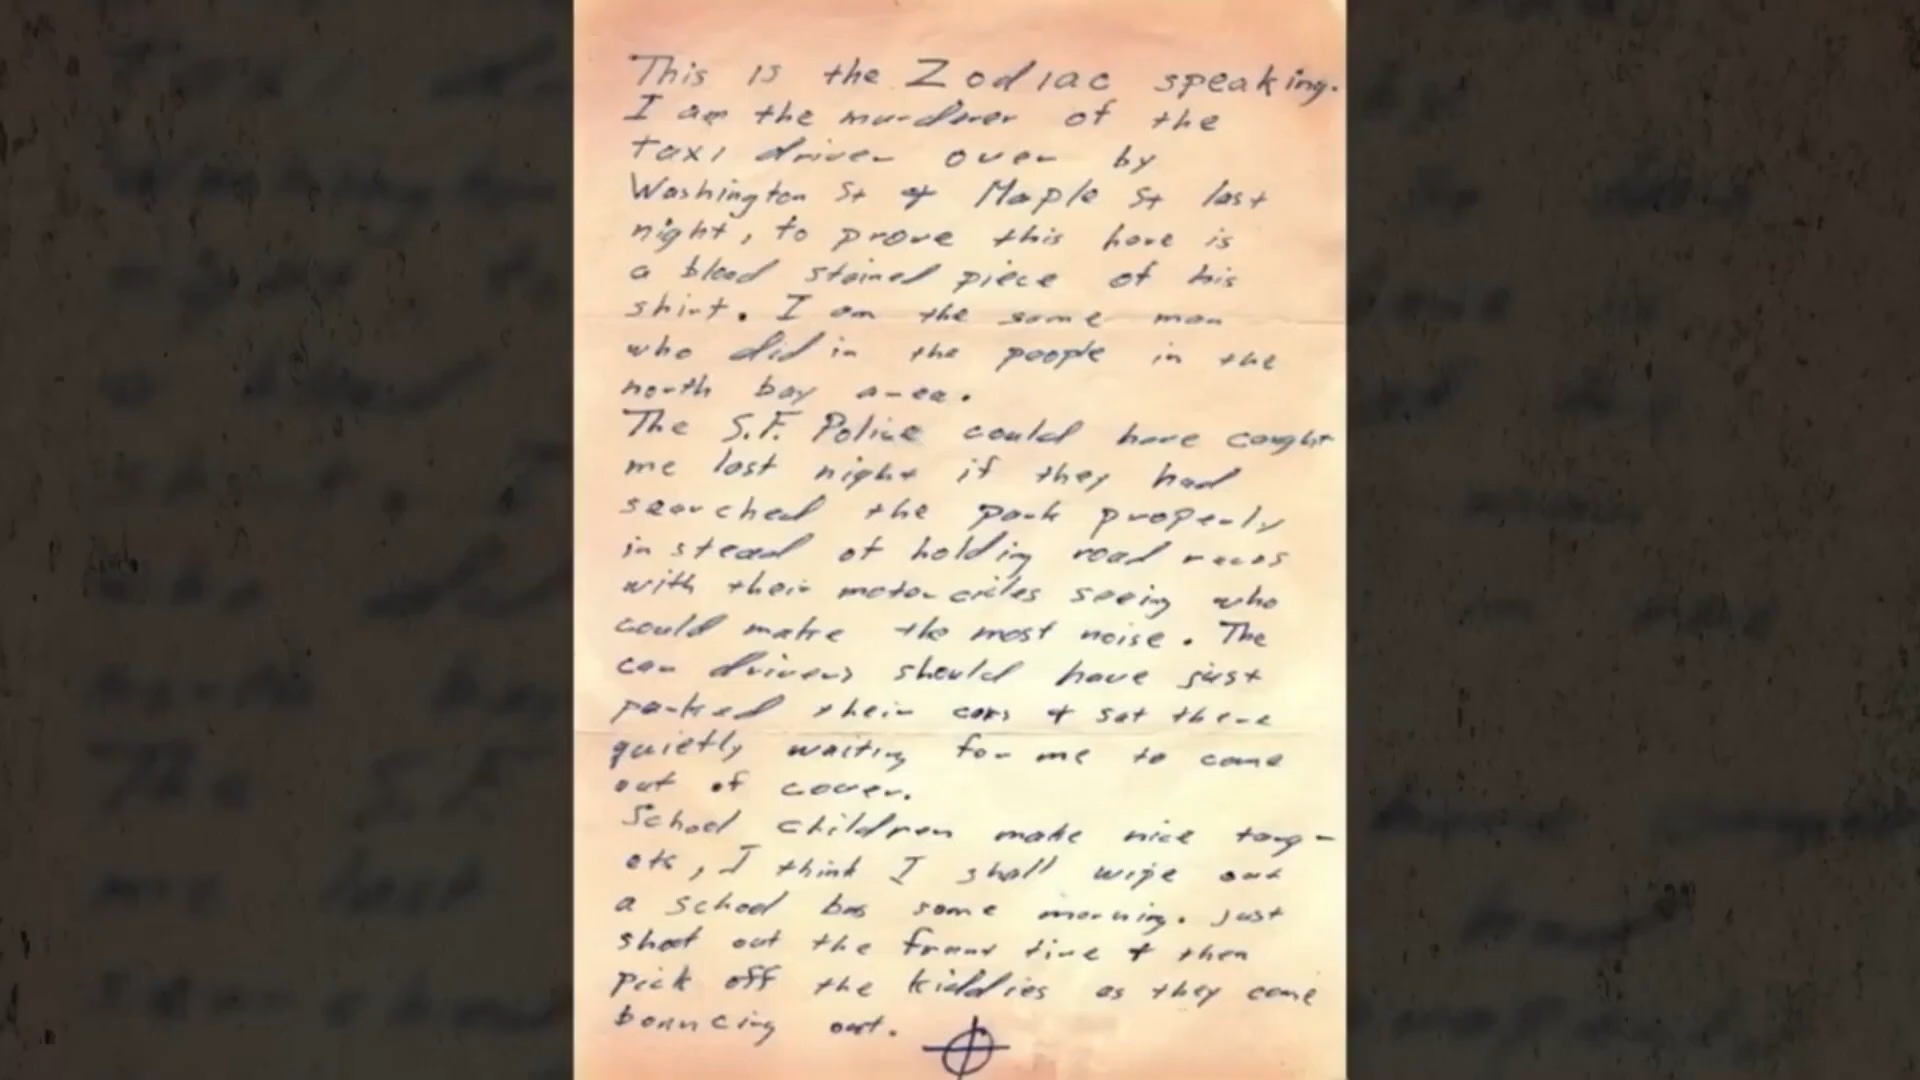 This is the Zodiac speaking.
I am the murderer of the
taxi driver over by
Washington St & Maple St last
night, to prove this here is
a blood stained piece of his
shirt. I am the same man
who did in the people in the
north bay area.
The S.F. Police could have caught
me last night if they had
searched the park properly
instead of holding road races
with their motorcicles seeing who
could make the most noise. The
car drivers should have just
parked their cars & sat there
quietly waiting for me to come
out of cover.
School children make nice targ-
ets, I think I shall wipe out
a school bus some morning. Just
shoot out the front tire & then
pick off the kiddies as they come
bouncing out.